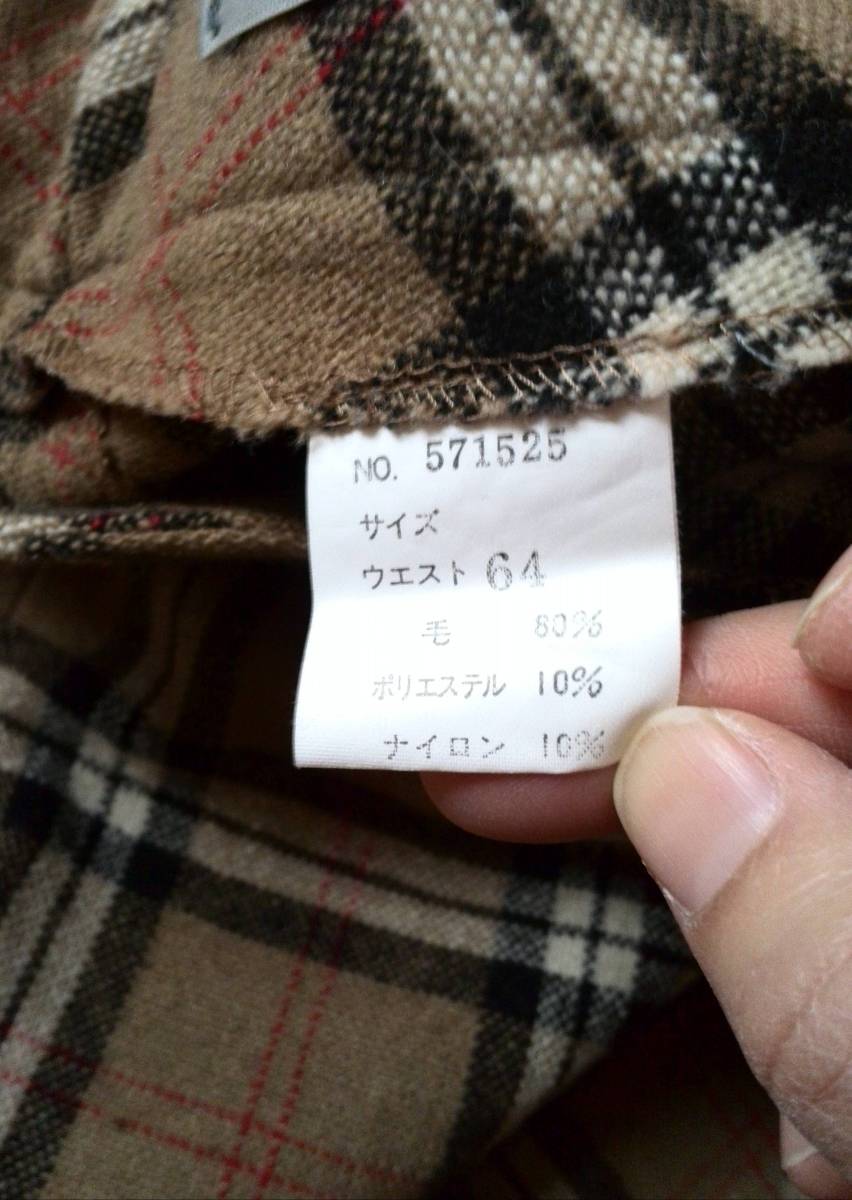 NO. 571525
サイズ
ウエスト 64
毛 80%
ポリエステル 10%
ナイロン 10%